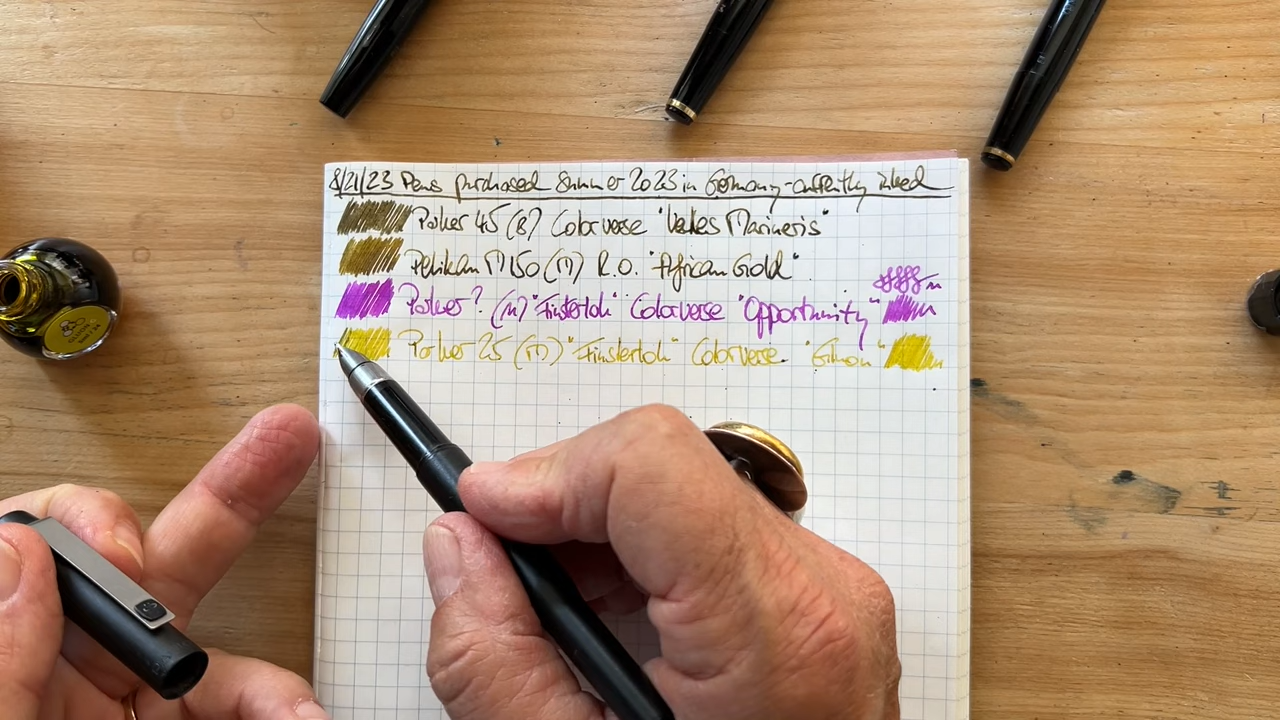 8/21/23 Pens purchased Summer 2023 in Germany - currently inked
Parker 45 (B) Colorverse "Valles Marineris"
Pelikan M150 (M) R.O. "African Gold"
Parker? (M) "Finsterloh" Colorverse "Opportunity"
Parker 25 (M) "Finsterloh" Colorverse